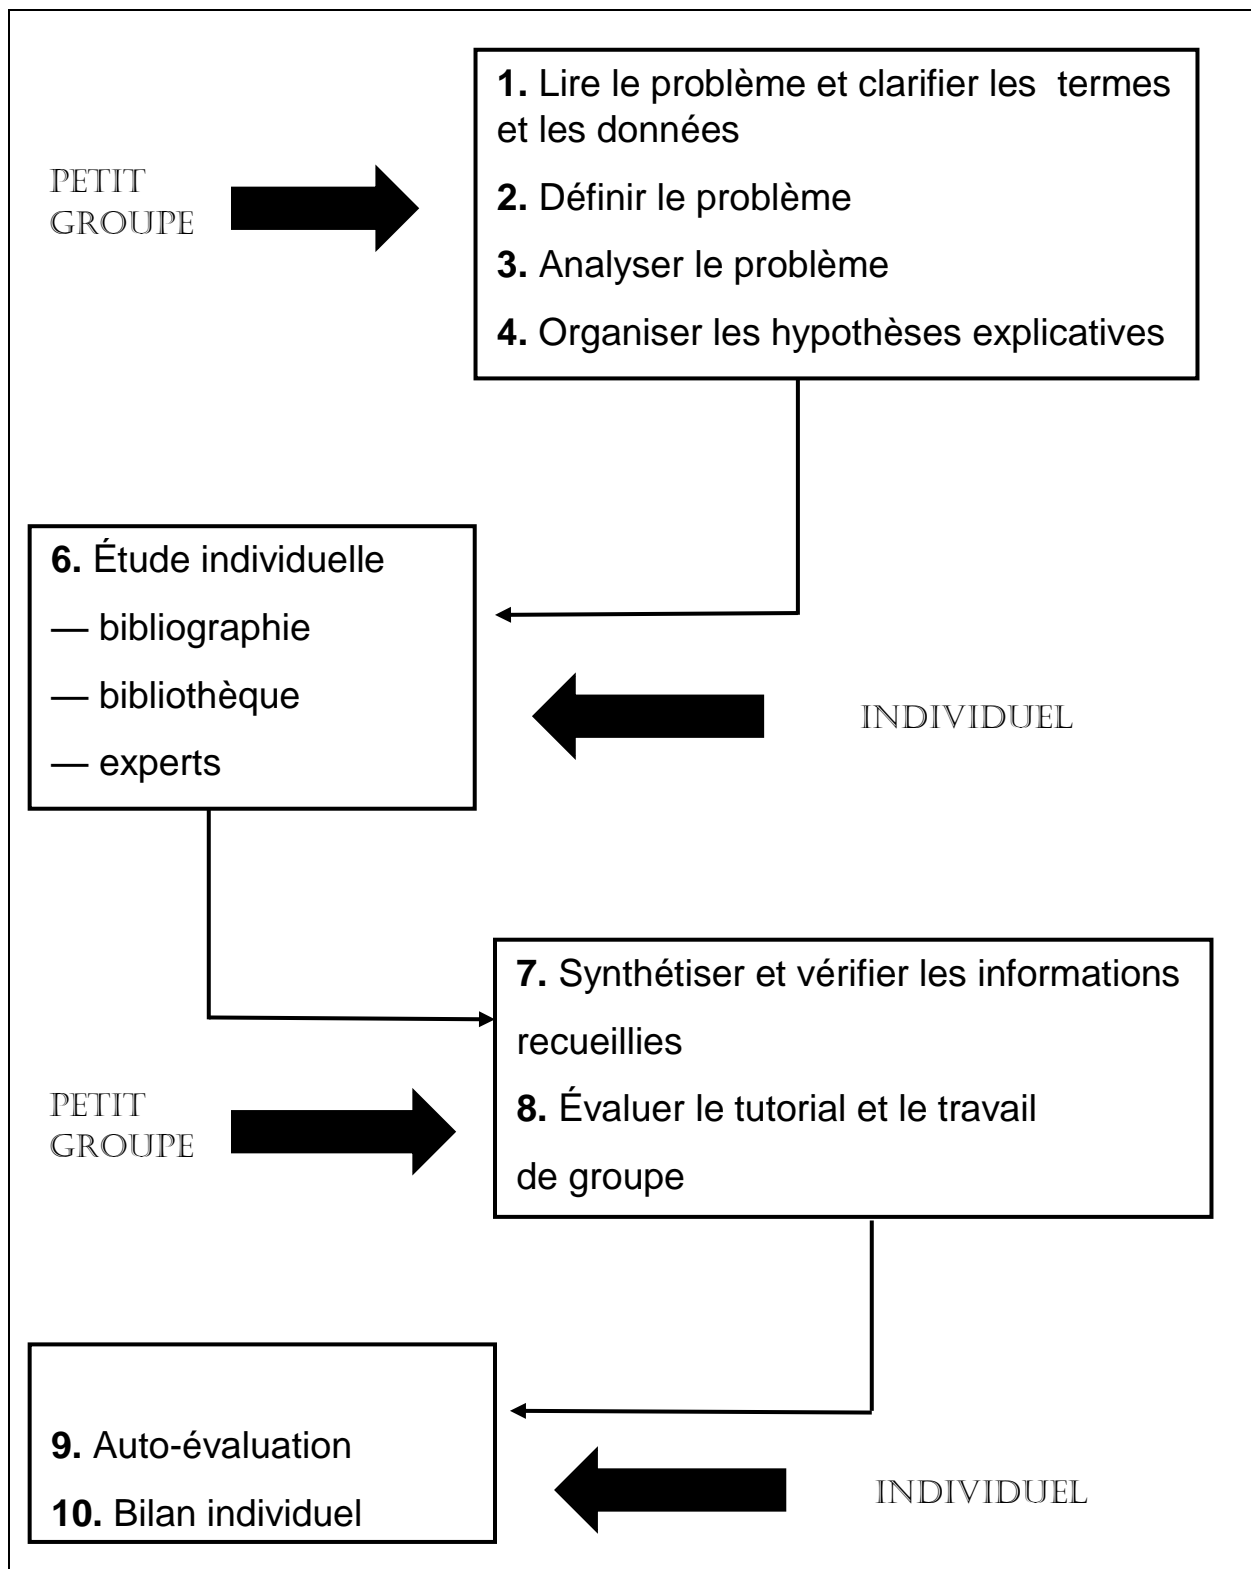 1. Lire le problème et clarifier les termes
et les données
PETIT
GROUPE
2. Définir le problème
3. Analyser le problème
4. Organiser les hypothèses explicatives
6. Étude individuelle
— bibliographie
— bibliothèque
— experts
INDIVIDUEL
7. Synthétiser et vérifier les informations
recueillies
PETIT
GROUPE
8. Évaluer le tutorial et le travail
de groupe
9. Auto-évaluation
10. Bilan individuel
INDIVIDUEL